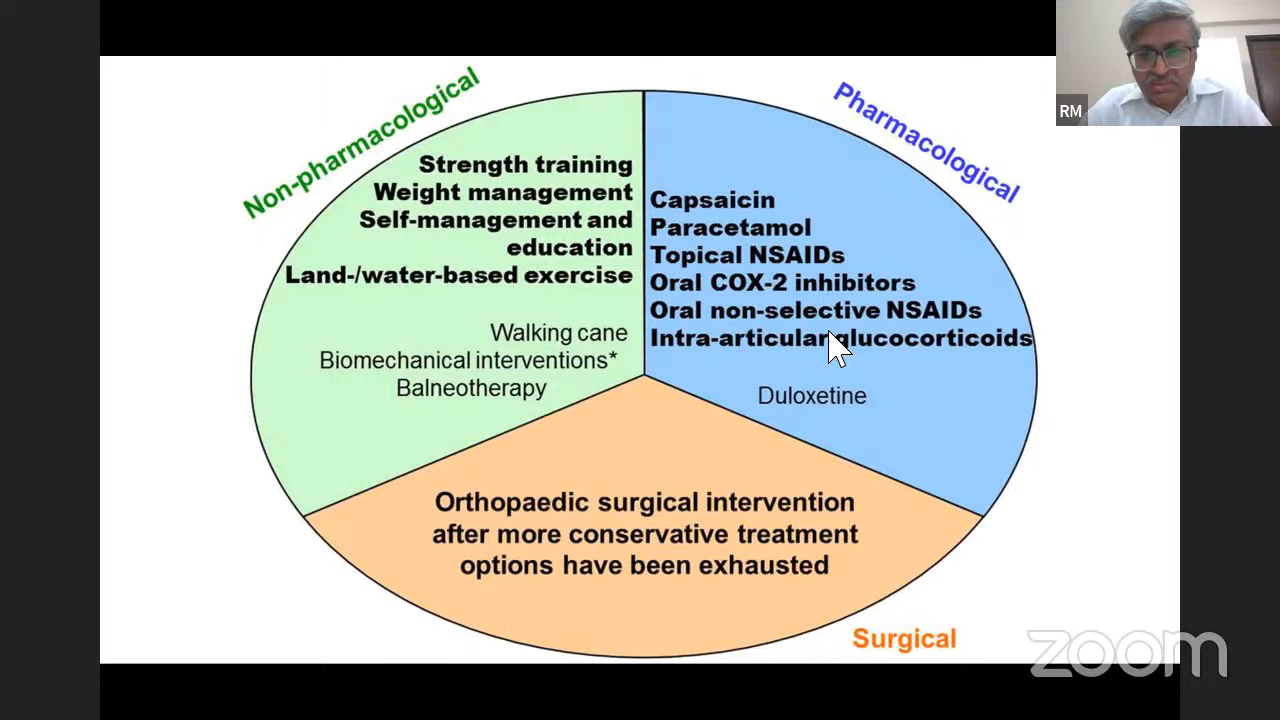 Non-pharmacological
Strength training
Weight management
Self-management and
education
Land-/water-based exercise
Walking cane
Biomechanical interventions*
Balneotherapy
Pharmacological
Capsaicin
Paracetamol
Topical NSAIDs
Oral COX-2 inhibitors
Oral non-selective NSAIDs
Intra-articular glucocorticoids
Duloxetine
Orthopaedic surgical intervention
after more conservative treatment
options have been exhausted
Surgical
RM
zoom